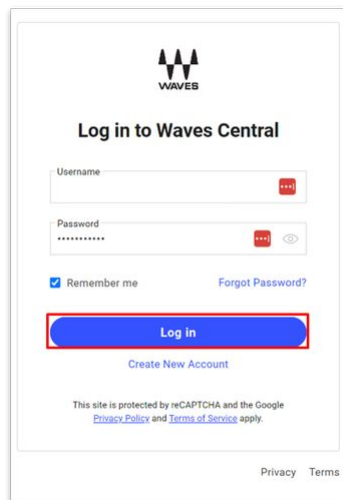 WAVES
Log in to Waves Central
Username
Password
•••••••••••
Remember me Forgot Password?
Log in
Create New Account
This site is protected by reCAPTCHA and the Google
Privacy Policy and Terms of Service apply.
Privacy Terms